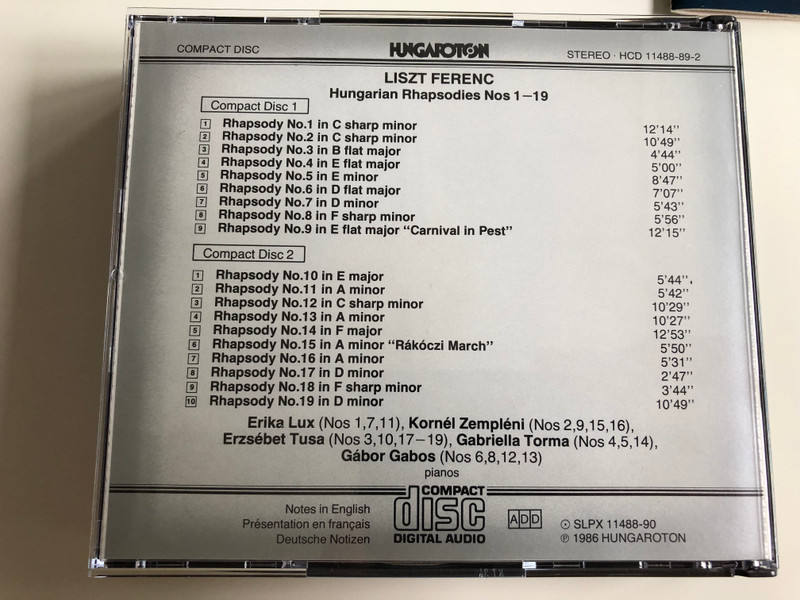 COMPACT DISC HUNGAROTON STEREO · HCD 11488-89-2
LISZT FERENC
Hungarian Rhapsodies Nos 1–19
Compact Disc 1
1 Rhapsody No.1 in C sharp minor 12'14''
2 Rhapsody No.2 in C sharp minor 10'49''
3 Rhapsody No.3 in B flat major 4'44''
4 Rhapsody No.4 in E flat major 5'00''
5 Rhapsody No.5 in E minor 8'47''
6 Rhapsody No.6 in D flat major 7'07''
7 Rhapsody No.7 in D minor 5'43''
8 Rhapsody No.8 in F sharp minor 5'56''
9 Rhapsody No.9 in E flat major “Carnival in Pest” 12'15''
Compact Disc 2
1 Rhapsody No.10 in E major 5'44''
2 Rhapsody No.11 in A minor 5'42''
3 Rhapsody No.12 in C sharp minor 10'29''
4 Rhapsody No.13 in A minor 10'27''
5 Rhapsody No.14 in F major 12'53''
6 Rhapsody No.15 in A minor “Rákóczi March” 5'50''
7 Rhapsody No.16 in A minor 5'31''
8 Rhapsody No.17 in D minor 2'47''
9 Rhapsody No.18 in F sharp minor 3'44''
10 Rhapsody No.19 in D minor 10'49''
Erika Lux (Nos 1,7,11), Kornél Zempléni (Nos 2,9,15,16),
Erzsébet Tusa (Nos 3,10,17–19), Gabriella Torma (Nos 4,5,14),
Gábor Gabos (Nos 6,8,12,13)
pianos
Notes in English
Présentation en français
Deutsche Notizen
COMPACT
disc
DIGITAL AUDIO
ADD
SLPX 11488-90
℗ 1986 HUNGAROTON